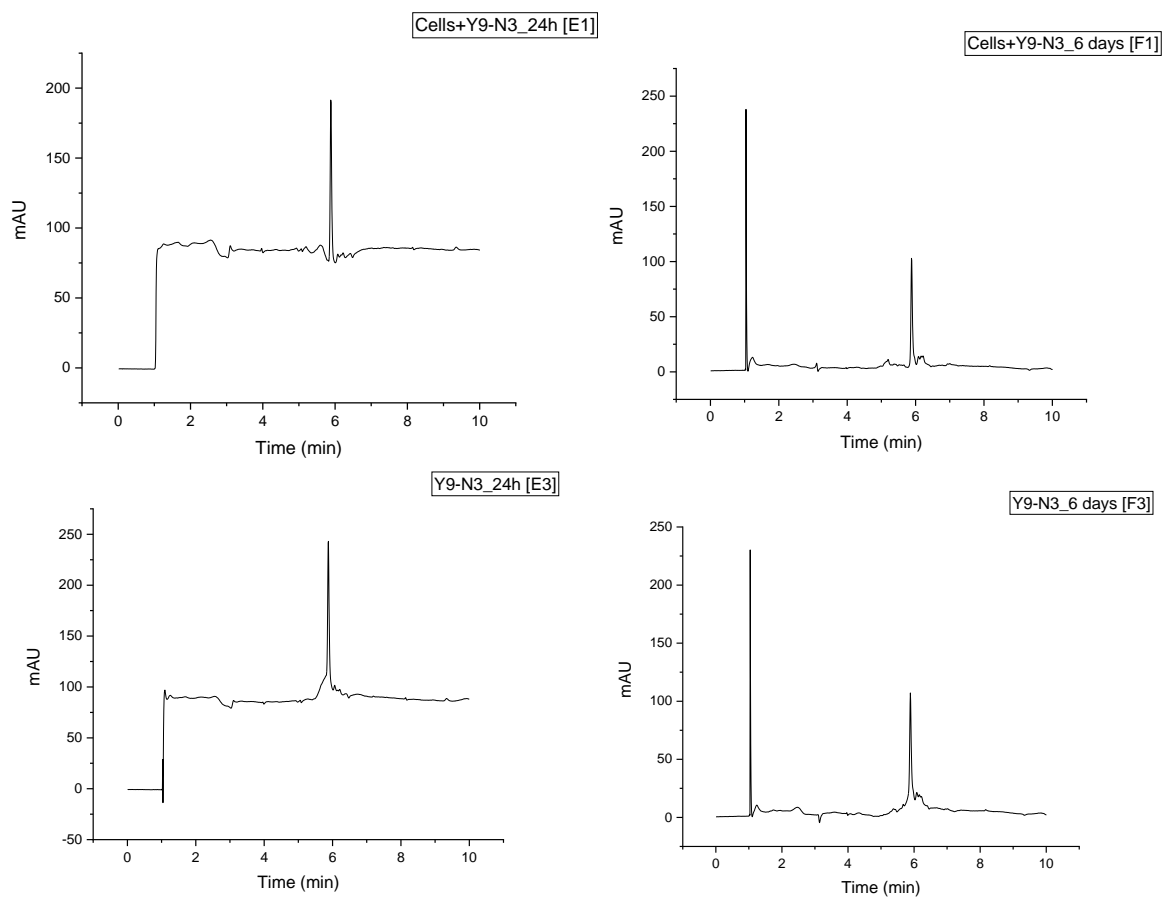 Cells+Y9-N3_24h [E1]
200
150
100
50
0
mAU
0 2 4 6 8 10
Time (min)
Cells+Y9-N3_6 days [F1]
250
200
150
100
50
0
mAU
0 2 4 6 8 10
Time (min)
Y9-N3_24h [E3]
250
200
150
100
50
0
-50
mAU
0 2 4 6 8 10
Time (min)
Y9-N3_6 days [F3]
250
200
150
100
50
0
mAU
0 2 4 6 8 10
Time (min)